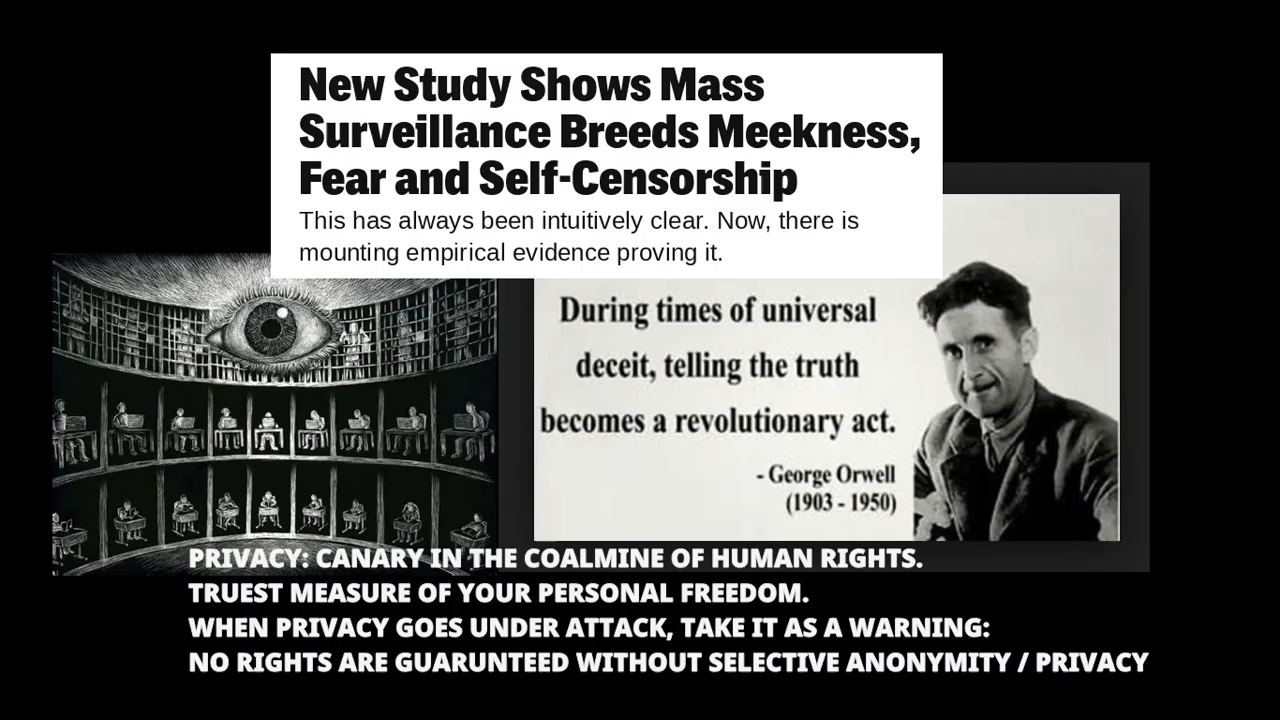 New Study Shows Mass
Surveillance Breeds Meekness,
Fear and Self-Censorship
This has always been intuitively clear. Now, there is
mounting empirical evidence proving it.
During times of universal
deceit, telling the truth
becomes a revolutionary act.
- George Orwell
(1903 - 1950)
PRIVACY: CANARY IN THE COALMINE OF HUMAN RIGHTS.
TRUEST MEASURE OF YOUR PERSONAL FREEDOM.
WHEN PRIVACY GOES UNDER ATTACK, TAKE IT AS A WARNING:
NO RIGHTS ARE GUARUNTEED WITHOUT SELECTIVE ANONYMITY / PRIVACY